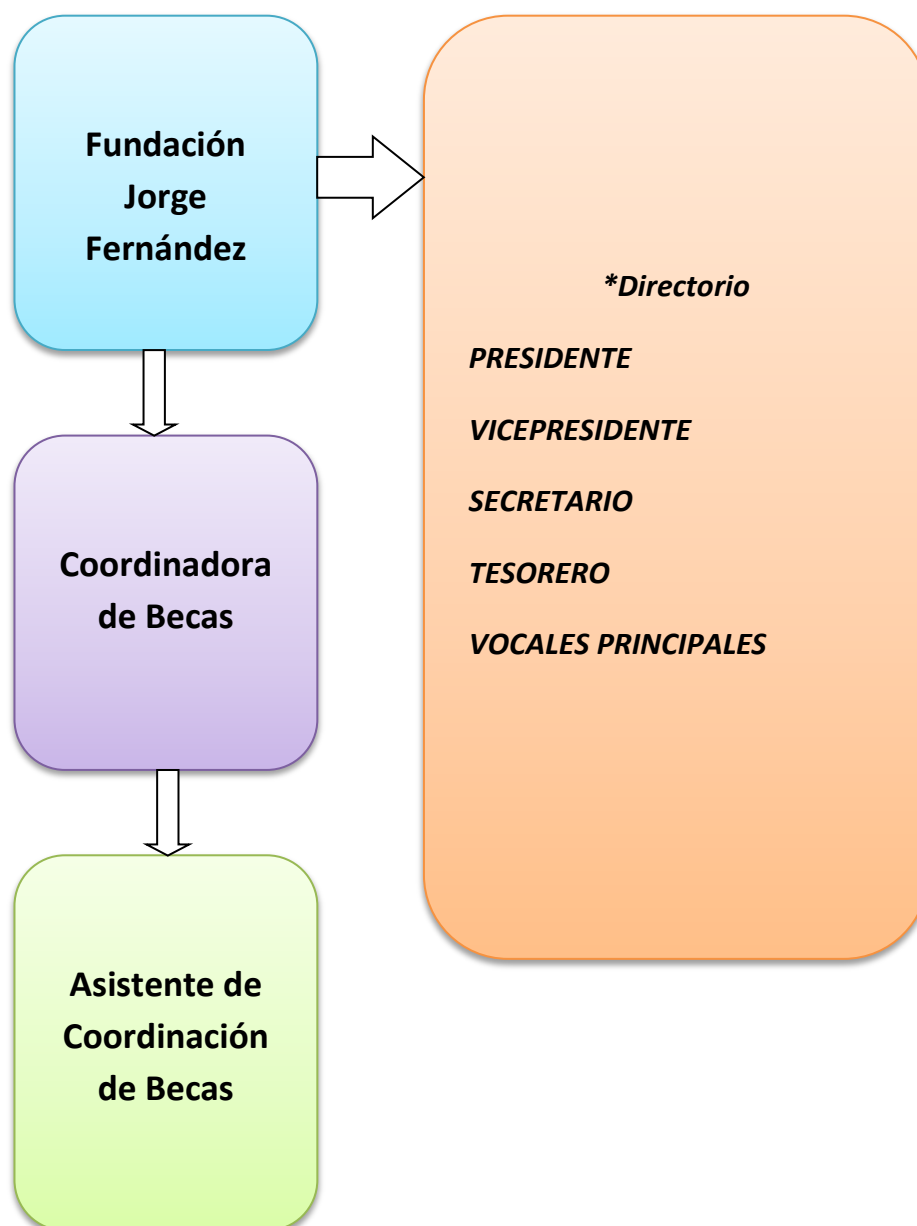 Fundación
Jorge
Fernández
*Directorio
PRESIDENTE
VICEPRESIDENTE
SECRETARIO
TESORERO
VOCALES PRINCIPALES
Coordinadora
de Becas
Asistente de
Coordinación
de Becas